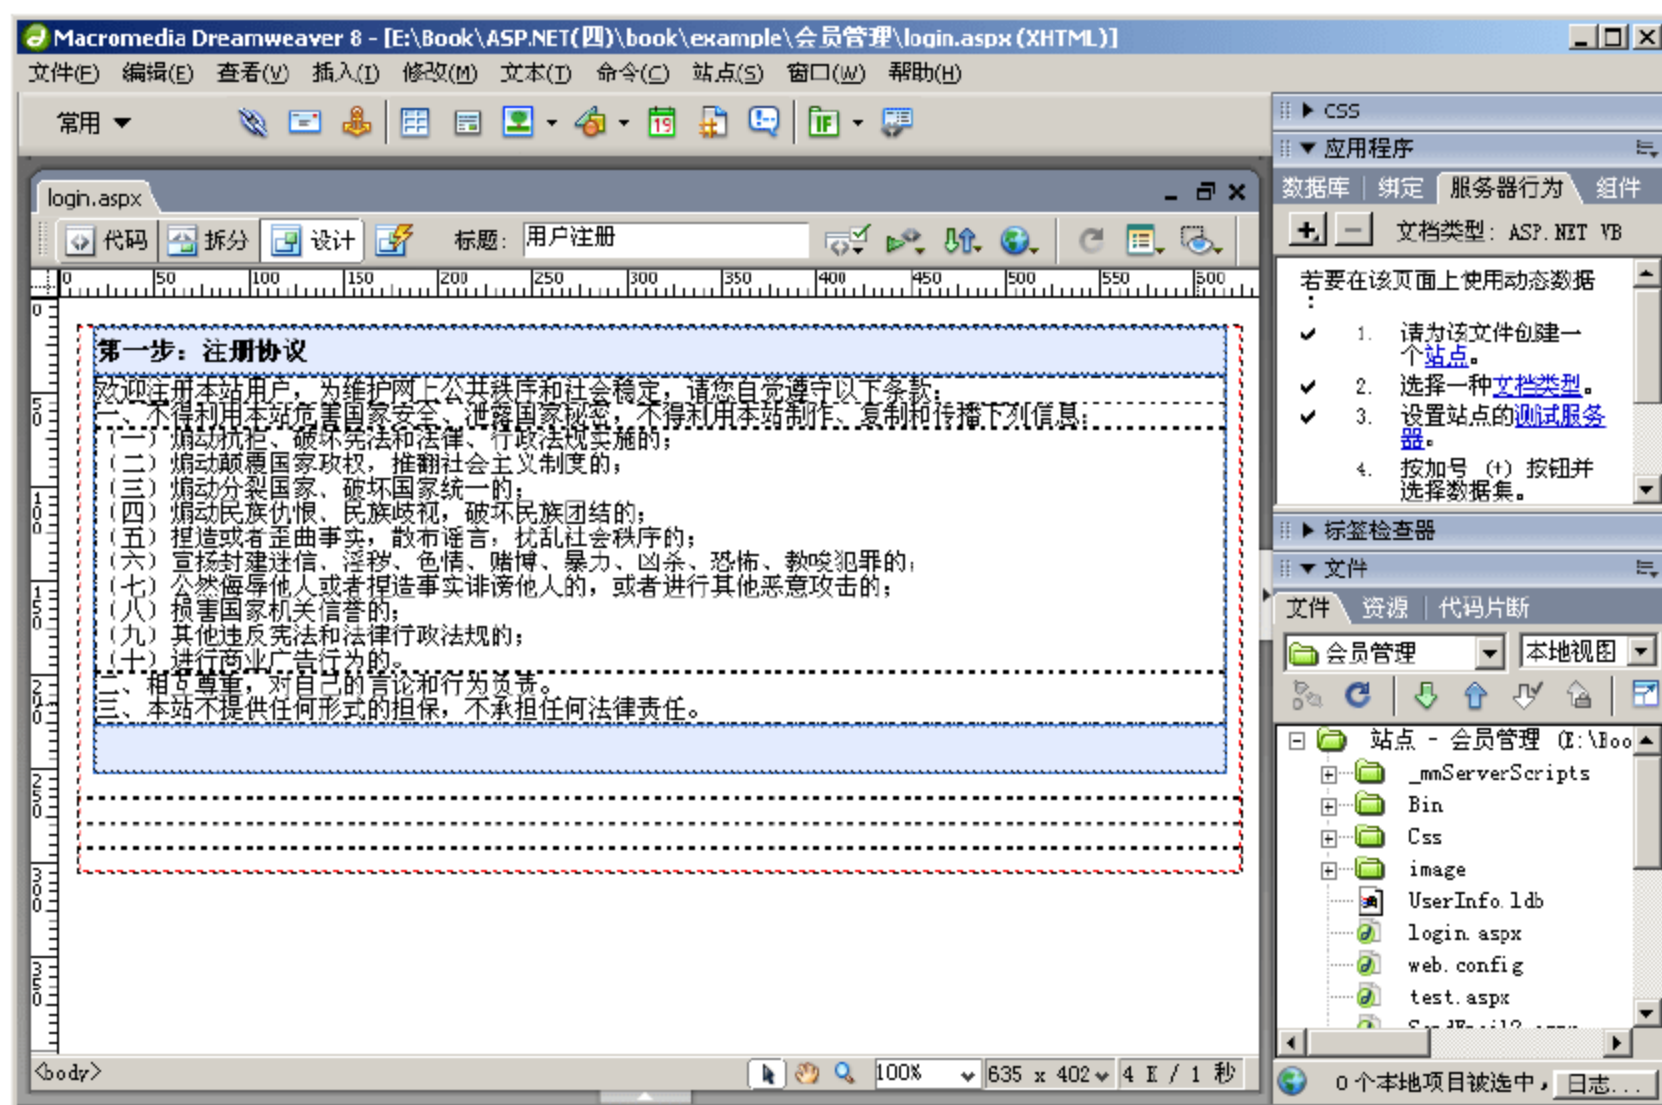 Macromedia Dreamweaver 8 - [E:\Book\ASP.NET(四)\book\example\会员管理\login.aspx (XHTML)]
文件(F) 编辑(E) 查看(V) 插入(I) 修改(M) 文本(T) 命令(C) 站点(S) 窗口(W) 帮助(H)
常用
login.aspx
代码 拆分 设计 标题: 用户注册
0 50 100 150 200 250 300 350 400 450 500 550 600
第一步：注册协议
欢迎注册本站用户，为维护网上公共秩序和社会稳定，请您自觉遵守以下条款：
一、不得利用本站危害国家安全、泄露国家秘密，不得利用本站制作、复制和传播下列信息：
（一）煽动抗拒、破坏宪法和法律、行政法规实施的；
（二）煽动颠覆国家政权，推翻社会主义制度的；
（三）煽动分裂国家、破坏国家统一的；
（四）煽动民族仇恨、民族歧视，破坏民族团结的；
（五）捏造或者歪曲事实，散布谣言，扰乱社会秩序的；
（六）宣扬封建迷信、淫秽、色情、赌博、暴力、凶杀、恐怖、教唆犯罪的；
（七）公然侮辱他人或者捏造事实诽谤他人的，或者进行其他恶意攻击的；
（八）损害国家机关信誉的；
（九）其他违反宪法和法律行政法规的；
（十）进行商业广告行为的。
二、相互尊重，对自己的言论和行为负责。
三、本站不提供任何形式的担保，不承担任何法律责任。
0
50
100
150
200
250
300
350
<body>
100% 635 x 402 4 K / 1 秒
CSS
应用程序
数据库 绑定 服务器行为 组件
文档类型: ASP.NET VB
若要在该页面上使用动态数据
：
1. 请为该文件创建一
个站点。
2. 选择一种文档类型。
3. 设置站点的测试服务
器。
4. 按加号 (+) 按钮并
选择数据集。
标签检查器
文件
文件 资源 代码片断
会员管理 本地视图
站点 - 会员管理 (E:\Boo
_mmServerScripts
Bin
Css
image
UserInfo.ldb
login.aspx
web.config
test.aspx
0 个本地项目被选中，日志...